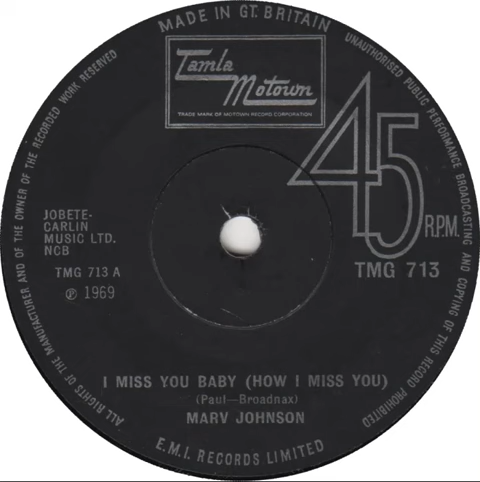 MADE IN GT. BRITAIN
UNAUTHORISED PUBLIC PERFORMANCE BROADCASTING AND COPYING OF THIS RECORD PROHIBITED
ALL RIGHTS OF THE MANUFACTURER AND OF THE OWNER OF THE RECORDED WORK RESERVED
Tamla
Motown
TRADE MARK OF MOTOWN RECORD CORPORATION
45
R.P.M.
JOBETE-
CARLIN
MUSIC LTD.
NCB
TMG 713 A
℗ 1969
TMG 713
I MISS YOU BABY (HOW I MISS YOU)
(Paul—Broadnax)
MARV JOHNSON
E.M.I. RECORDS LIMITED